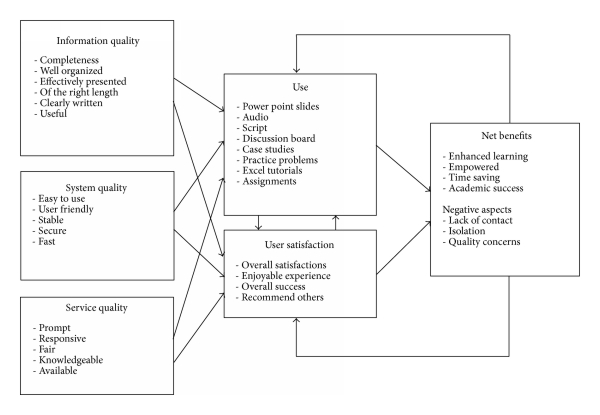 Information quality
- Completeness
- Well organized
- Effectively presented
- Of the right length
- Clearly written
- Useful
System quality
- Easy to use
- User friendly
- Stable
- Secure
- Fast
Service quality
- Prompt
- Responsive
- Fair
- Knowledgeable
- Available
Use
- Power point slides
- Audio
- Script
- Discussion board
- Case studies
- Practice problems
- Excel tutorials
- Assignments
User satisfaction
- Overall satisfactions
- Enjoyable experience
- Overall success
- Recommend others
Net benefits
- Enhanced learning
- Empowered
- Time saving
- Academic success
Negative aspects
- Lack of contact
- Isolation
- Quality concerns